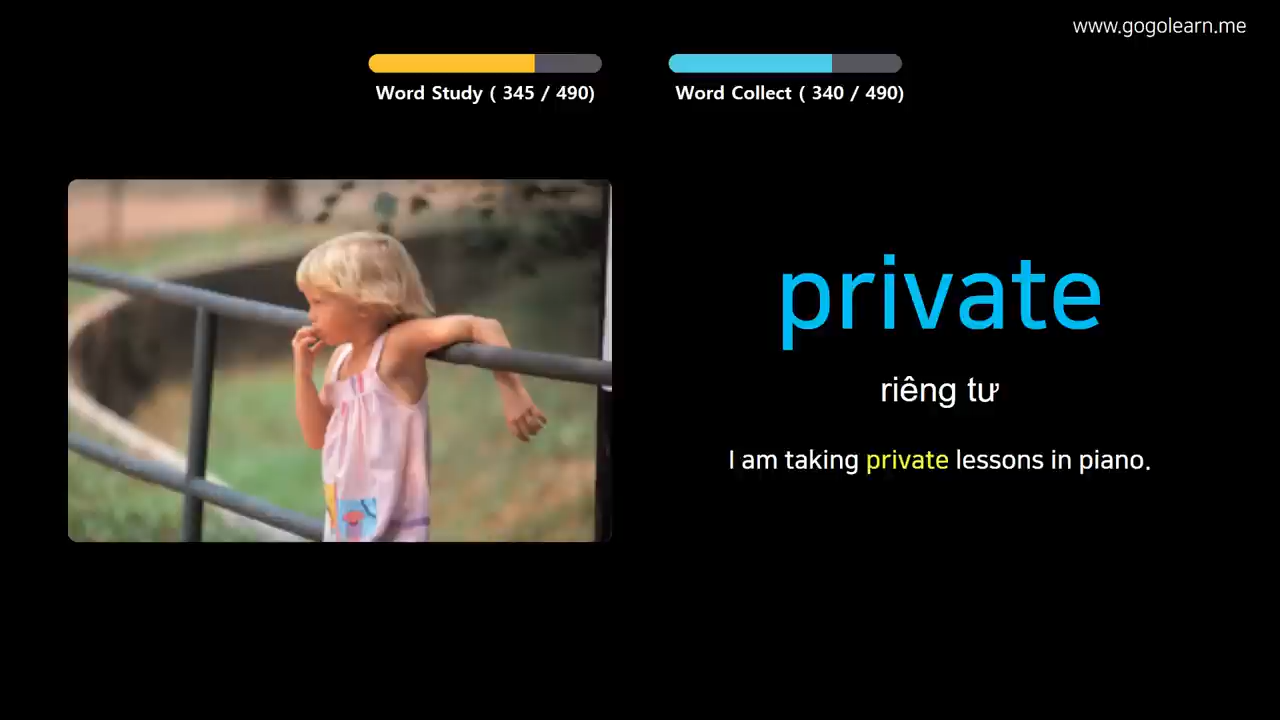 www.gogolearn.me
Word Study ( 345 / 490)
Word Collect ( 340 / 490)
private
riêng tư
I am taking private lessons in piano.